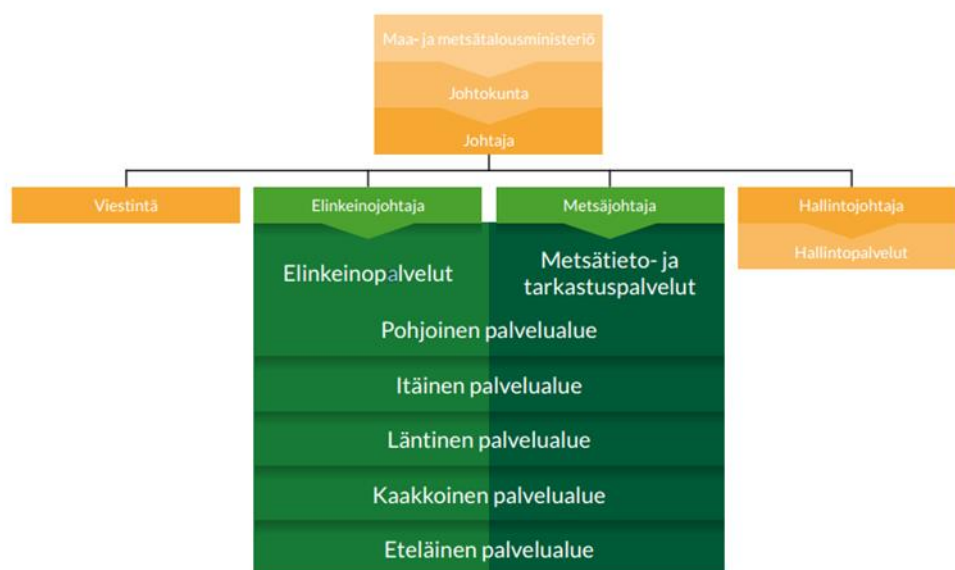 Maa- ja metsätalousministeriö
Johtokunta
Johtaja
Viestintä
Elinkeinojohtaja
Metsäjohtaja
Hallintojohtaja
Hallintopalvelut
Elinkeinopalvelut
Metsätieto- ja
tarkastuspalvelut
Pohjoinen palvelualue
Itäinen palvelualue
Läntinen palvelualue
Kaakkoinen palvelualue
Eteläinen palvelualue